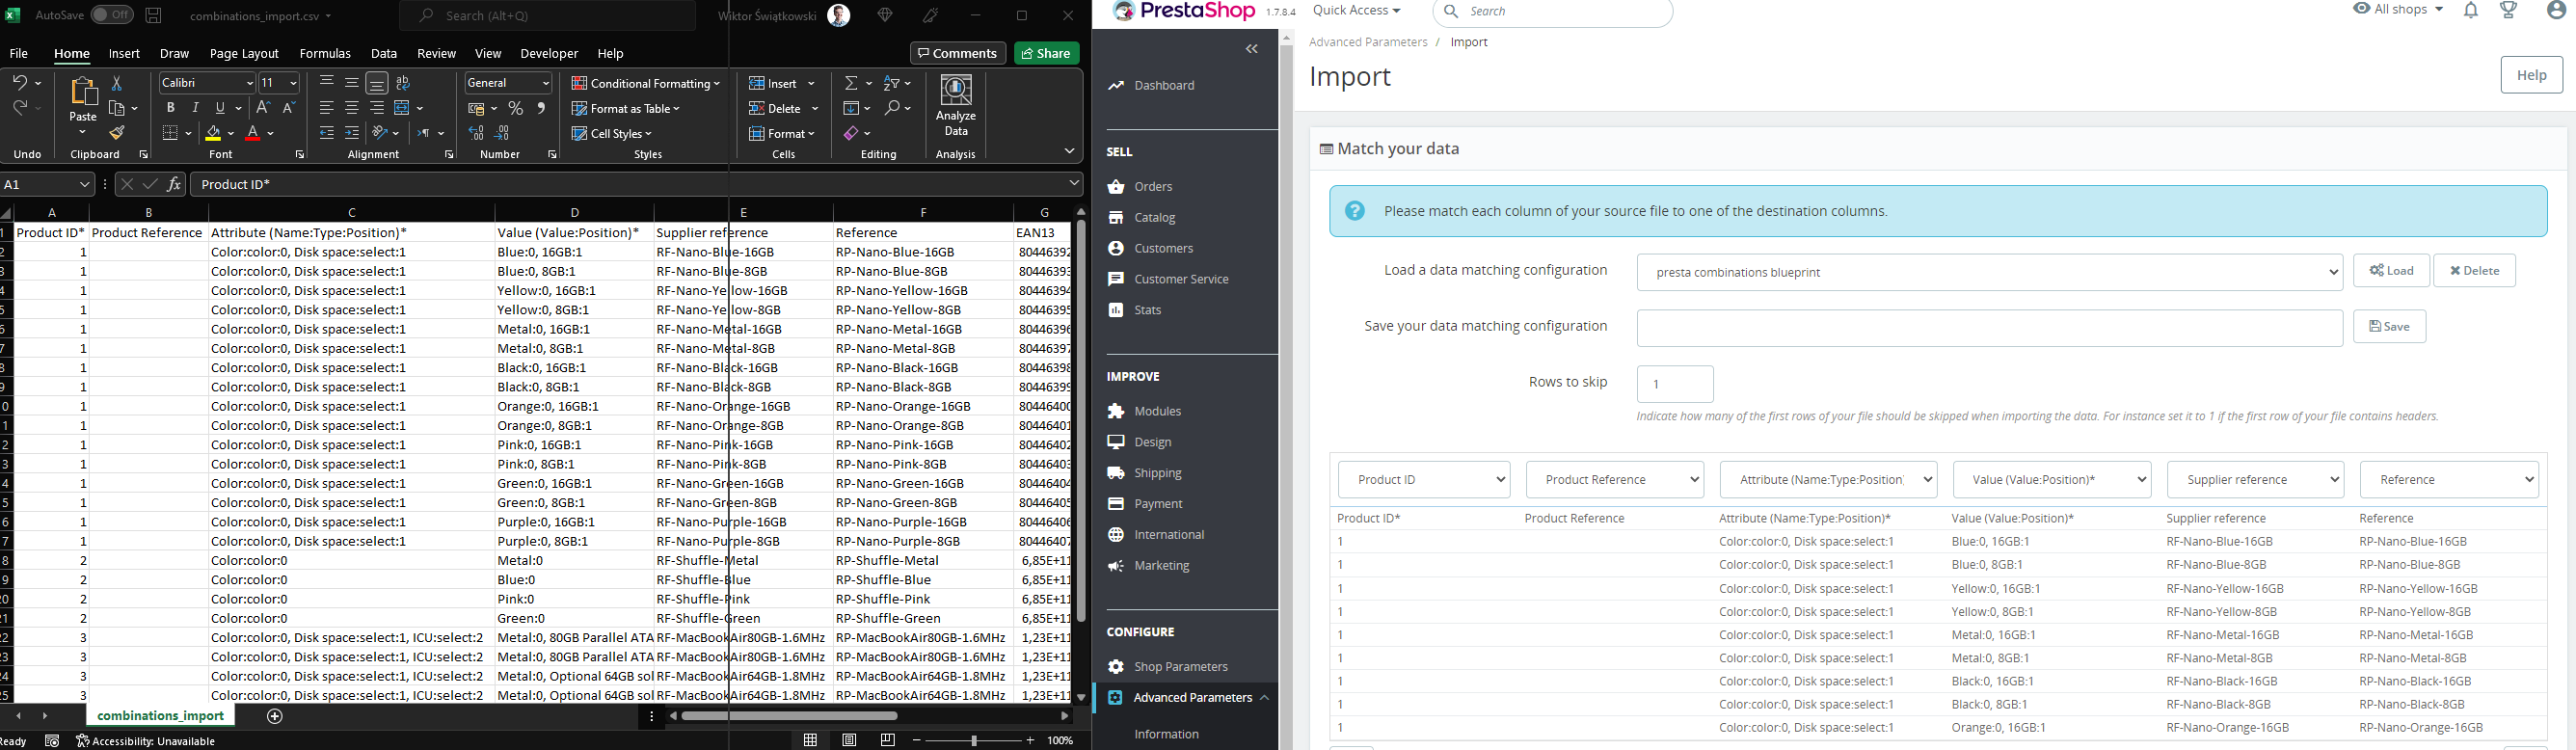 AutoSave Off combinations_import.csv Search (Alt+Q) Wiktor Świątkowski
File Home Insert Draw Page Layout Formulas Data Review View Developer Help Comments Share
Calibri 11 General Conditional Formatting Insert
Paste B I U Format as Table Delete Analyze Data
Cell Styles Format
Undo Clipboard Font Alignment Number Styles Cells Editing Analysis
A1 fx Product ID*
A B C D E F G
1 Product ID* Product Reference Attribute (Name:Type:Position)* Value (Value:Position)* Supplier reference Reference EAN13
2 1 Color:color:0, Disk space:select:1 Blue:0, 16GB:1 RF-Nano-Blue-16GB RP-Nano-Blue-16GB 80446392
3 1 Color:color:0, Disk space:select:1 Blue:0, 8GB:1 RF-Nano-Blue-8GB RP-Nano-Blue-8GB 80446393
4 1 Color:color:0, Disk space:select:1 Yellow:0, 16GB:1 RF-Nano-Yellow-16GB RP-Nano-Yellow-16GB 80446394
5 1 Color:color:0, Disk space:select:1 Yellow:0, 8GB:1 RF-Nano-Yellow-8GB RP-Nano-Yellow-8GB 80446395
6 1 Color:color:0, Disk space:select:1 Metal:0, 16GB:1 RF-Nano-Metal-16GB RP-Nano-Metal-16GB 80446396
7 1 Color:color:0, Disk space:select:1 Metal:0, 8GB:1 RF-Nano-Metal-8GB RP-Nano-Metal-8GB 80446397
8 1 Color:color:0, Disk space:select:1 Black:0, 16GB:1 RF-Nano-Black-16GB RP-Nano-Black-16GB 80446398
9 1 Color:color:0, Disk space:select:1 Black:0, 8GB:1 RF-Nano-Black-8GB RP-Nano-Black-8GB 80446399
0 1 Color:color:0, Disk space:select:1 Orange:0, 16GB:1 RF-Nano-Orange-16GB RP-Nano-Orange-16GB 80446400
1 1 Color:color:0, Disk space:select:1 Orange:0, 8GB:1 RF-Nano-Orange-8GB RP-Nano-Orange-8GB 80446401
2 1 Color:color:0, Disk space:select:1 Pink:0, 16GB:1 RF-Nano-Pink-16GB RP-Nano-Pink-16GB 80446402
3 1 Color:color:0, Disk space:select:1 Pink:0, 8GB:1 RF-Nano-Pink-8GB RP-Nano-Pink-8GB 80446403
4 1 Color:color:0, Disk space:select:1 Green:0, 16GB:1 RF-Nano-Green-16GB RP-Nano-Green-16GB 80446404
5 1 Color:color:0, Disk space:select:1 Green:0, 8GB:1 RF-Nano-Green-8GB RP-Nano-Green-8GB 80446405
6 1 Color:color:0, Disk space:select:1 Purple:0, 16GB:1 RF-Nano-Purple-16GB RP-Nano-Purple-16GB 80446406
7 1 Color:color:0, Disk space:select:1 Purple:0, 8GB:1 RF-Nano-Purple-8GB RP-Nano-Purple-8GB 80446407
8 2 Color:color:0 Metal:0 RF-Shuffle-Metal RP-Shuffle-Metal 6,85E+11
9 2 Color:color:0 Blue:0 RF-Shuffle-Blue RP-Shuffle-Blue 6,85E+11
20 2 Color:color:0 Pink:0 RF-Shuffle-Pink RP-Shuffle-Pink 6,85E+11
21 2 Color:color:0 Green:0 RF-Shuffle-Green RP-Shuffle-Green 6,85E+11
22 3 Color:color:0, Disk space:select:1, ICU:select:2 Metal:0, 80GB Parallel ATA RF-MacBookAir80GB-1.6MHz RP-MacBookAir80GB-1.6MHz 1,23E+11
23 3 Color:color:0, Disk space:select:1, ICU:select:2 Metal:0, 80GB Parallel ATA RF-MacBookAir80GB-1.6MHz RP-MacBookAir80GB-1.6MHz 1,23E+11
24 3 Color:color:0, Disk space:select:1, ICU:select:2 Metal:0, Optional 64GB sol RF-MacBookAir64GB-1.8MHz RP-MacBookAir64GB-1.8MHz 1,23E+11
25 3 Color:color:0, Disk space:select:1, ICU:select:2 Metal:0, Optional 64GB sol RF-MacBookAir64GB-1.8MHz RP-MacBookAir64GB-1.8MHz 1,23E+11
combinations_import
Ready Accessibility: Unavailable 100%
PrestaShop 1.7.8.4 Quick Access Search All shops
Dashboard
SELL
Orders
Catalog
Customers
Customer Service
Stats
IMPROVE
Modules
Design
Shipping
Payment
International
Marketing
CONFIGURE
Shop Parameters
Advanced Parameters
Information
Advanced Parameters / Import
Import Help
Match your data
Please match each column of your source file to one of the destination columns.
Load a data matching configuration presta combinations blueprint Load Delete
Save your data matching configuration Save
Rows to skip 1
Indicate how many of the first rows of your file should be skipped when importing the data. For instance set it to 1 if the first row of your file contains headers.
Product ID Product Reference Attribute (Name:Type:Position) Value (Value:Position)* Supplier reference Reference
Product ID* Product Reference Attribute (Name:Type:Position)* Value (Value:Position)* Supplier reference Reference
1 Color:color:0, Disk space:select:1 Blue:0, 16GB:1 RF-Nano-Blue-16GB RP-Nano-Blue-16GB
1 Color:color:0, Disk space:select:1 Blue:0, 8GB:1 RF-Nano-Blue-8GB RP-Nano-Blue-8GB
1 Color:color:0, Disk space:select:1 Yellow:0, 16GB:1 RF-Nano-Yellow-16GB RP-Nano-Yellow-16GB
1 Color:color:0, Disk space:select:1 Yellow:0, 8GB:1 RF-Nano-Yellow-8GB RP-Nano-Yellow-8GB
1 Color:color:0, Disk space:select:1 Metal:0, 16GB:1 RF-Nano-Metal-16GB RP-Nano-Metal-16GB
1 Color:color:0, Disk space:select:1 Metal:0, 8GB:1 RF-Nano-Metal-8GB RP-Nano-Metal-8GB
1 Color:color:0, Disk space:select:1 Black:0, 16GB:1 RF-Nano-Black-16GB RP-Nano-Black-16GB
1 Color:color:0, Disk space:select:1 Black:0, 8GB:1 RF-Nano-Black-8GB RP-Nano-Black-8GB
1 Color:color:0, Disk space:select:1 Orange:0, 16GB:1 RF-Nano-Orange-16GB RP-Nano-Orange-16GB